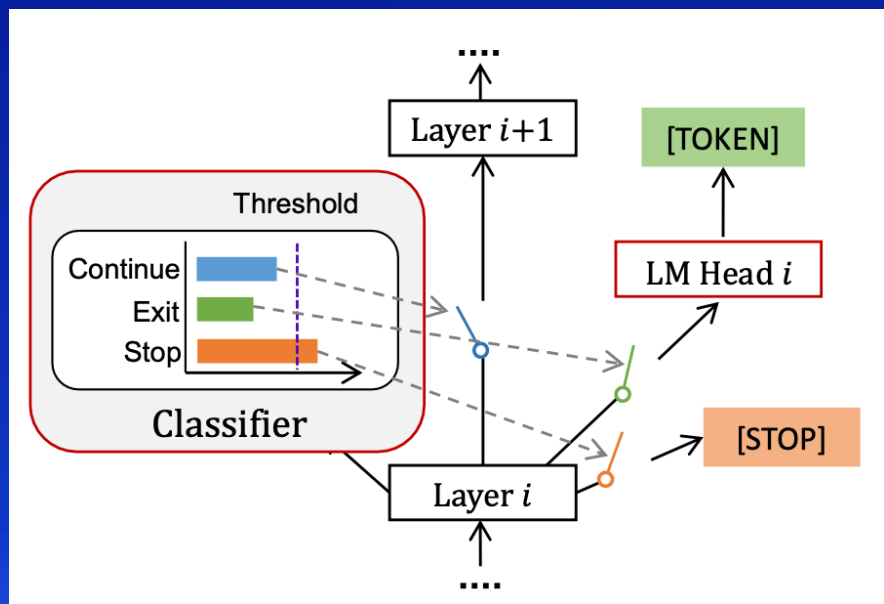 ....
Layer i+1
[TOKEN]
Threshold
Continue
Exit
Stop
Classifier
LM Head i
[STOP]
Layer i
....